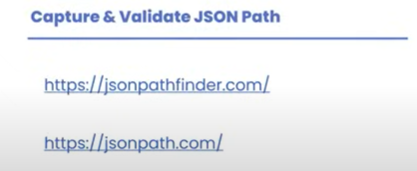 Capture & Validate JSON Path
https://jsonpathfinder.com/
https://jsonpath.com/